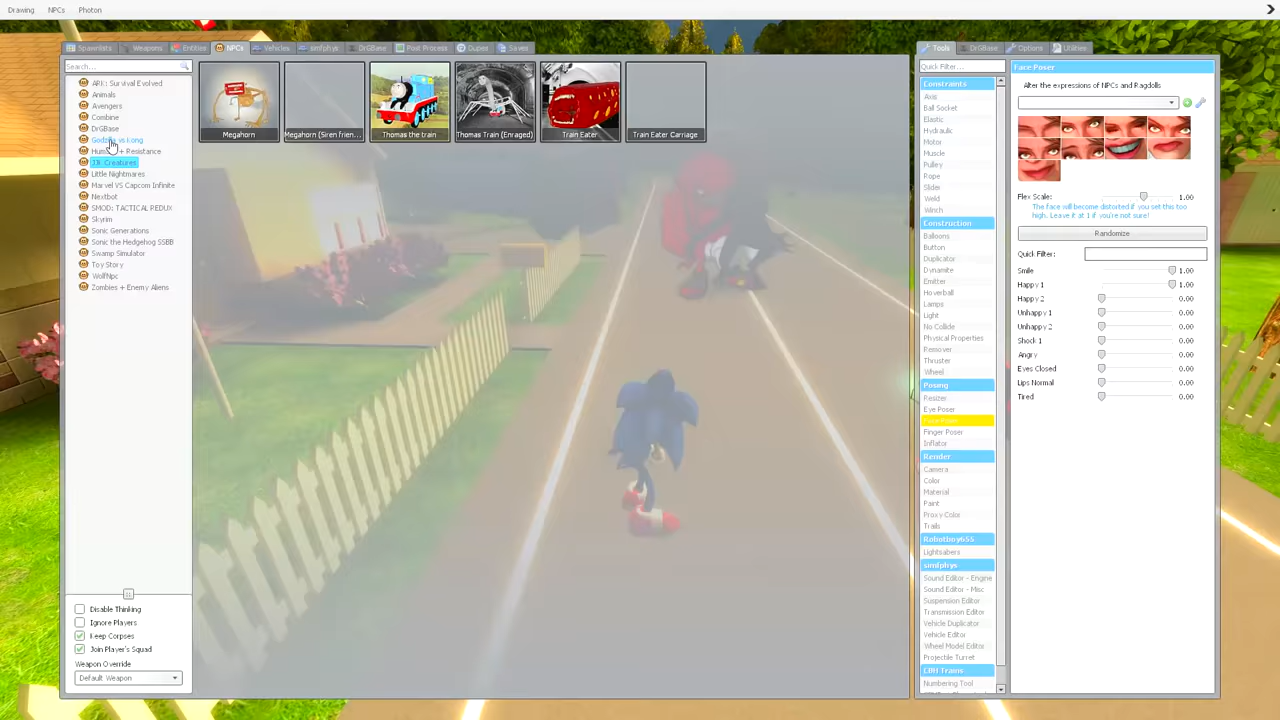 Drawing NPCs Photon
Spawnlists Weapons Entities NPCs Vehicles simfphys DrGBase Post Process Dupes Saves
Search...
ARK: Survival Evolved
Animals
Avengers
Combine
DrGBase
Godzilla vs Kong
Humans + Resistance
Creatures
Little Nightmares
Marvel VS Capcom Infinite
Nextbot
SMOD: TACTICAL REDUX
Skyrim
Sonic Generations
Sonic the Hedgehog SSBB
Swamp Simulator
Toy Story
WolfNpc
Zombies + Enemy Aliens
Megahorn
Megahorn (Siren frien...
Thomas the train
Thomas Train (Enraged)
Train Eater
Train Eater Carriage
Disable Thinking
Ignore Players
Keep Corpses
Join Player's Squad
Weapon Override
Default Weapon
Tools DrGBase Options Utilities
Quick Filter...
Constraints
Axis
Ball Socket
Elastic
Hydraulic
Motor
Muscle
Pulley
Rope
Slider
Weld
Winch
Construction
Balloons
Button
Duplicator
Dynamite
Emitter
Hoverball
Lamps
Light
No Collide
Physical Properties
Remover
Thruster
Wheel
Posing
Resizer
Eye Poser
Face Poser
Finger Poser
Inflator
Render
Camera
Color
Material
Paint
Proxy Color
Trails
Robotboy655
Lightsabers
simfphys
Sound Editor - Engine
Sound Editor - Misc
Suspension Editor
Transmission Editor
Vehicle Duplicator
Vehicle Editor
Wheel Model Editor
Projectile Turret
Trains
Numbering Tool
Face Poser
Alter the expressions of NPCs and Ragdolls
Flex Scale: 1.00
The face will become distorted if you set this too
high. Leave it at 1 if you're not sure!
Randomize
Quick Filter:
Smile 1.00
Happy 1 1.00
Happy 2 0.00
Unhappy 1 0.00
Unhappy 2 0.00
Shock 1 0.00
Angry 0.00
Eyes Closed 0.00
Lips Normal 0.00
Tired 0.00